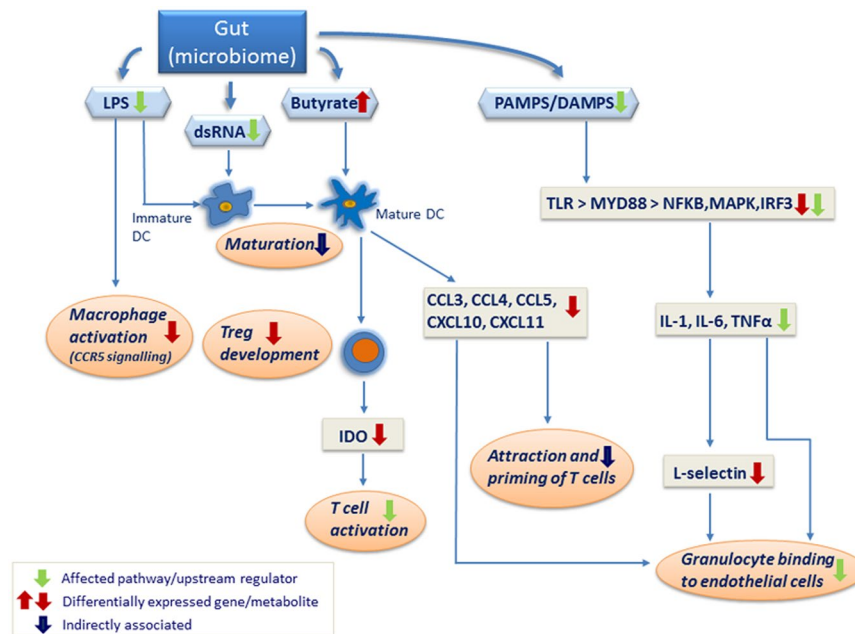 Gut
(microbiome)
LPS
dsRNA
Butyrate
PAMPS/DAMPS
Immature
DC
Mature DC
Maturation
TLR > MYD88 > NFKB,MAPK,IRF3
Macrophage
activation
(CCR5 signalling)
Treg
development
CCL3, CCL4, CCL5,
CXCL10, CXCL11
IL-1, IL-6, TNFα
IDO
Attraction and
priming of T cells
L-selectin
T cell
activation
Granulocyte binding
to endothelial cells
Affected pathway/upstream regulator
Differentially expressed gene/metabolite
Indirectly associated